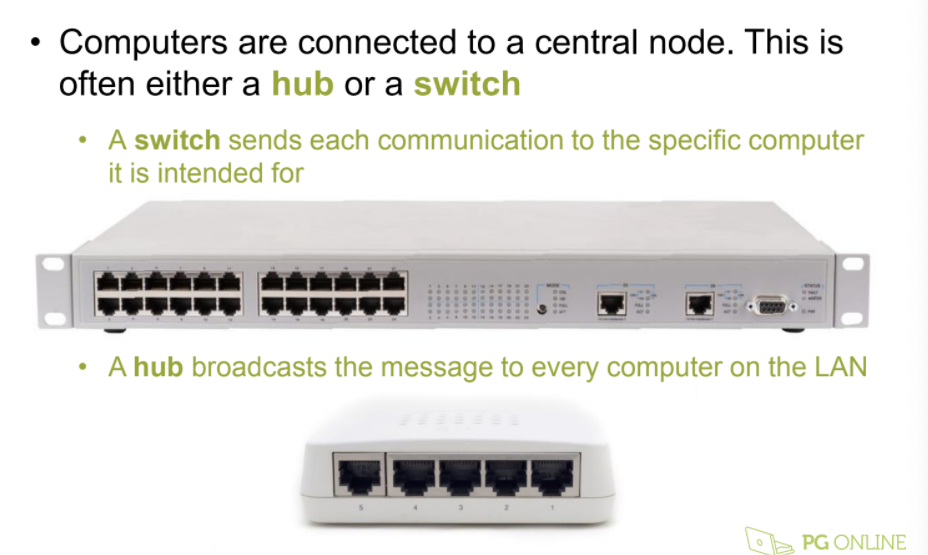 • Computers are connected to a central node. This is
often either a hub or a switch
• A switch sends each communication to the specific computer
it is intended for
MODE
• A hub broadcasts the message to every computer on the LAN
5 4 3 2 1
PG ONLINE